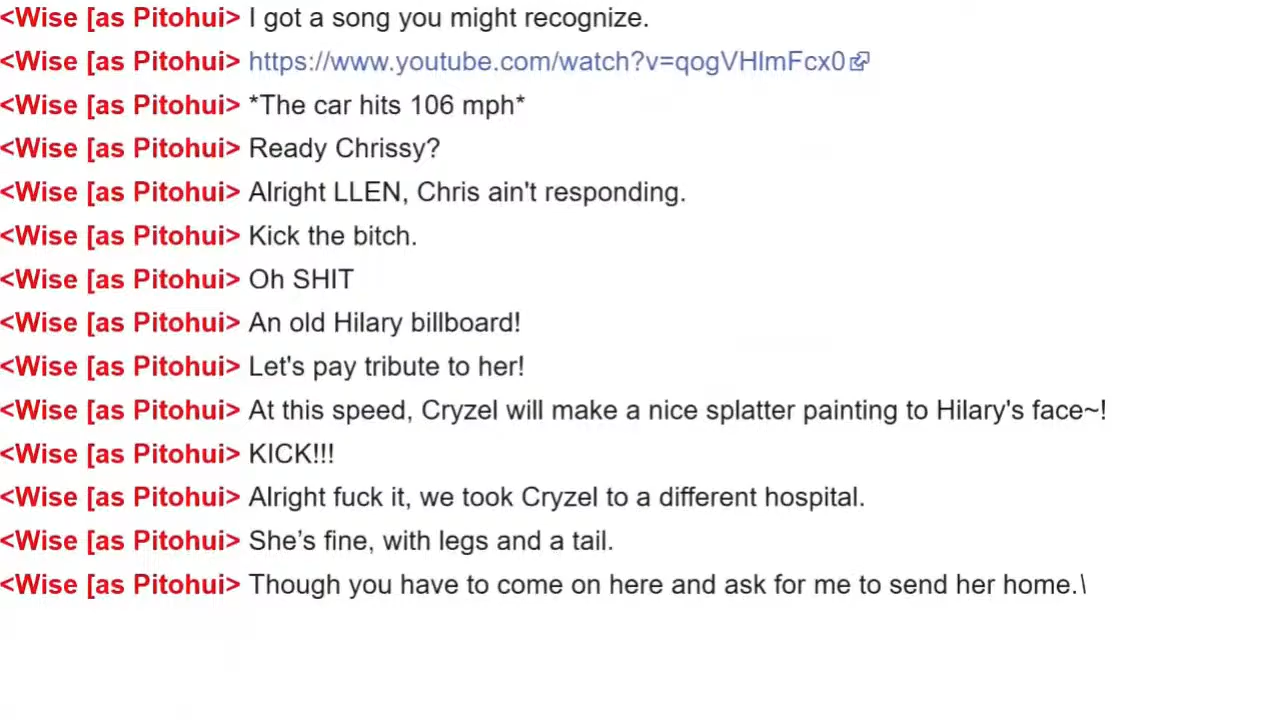 <Wise [as Pitohui> I got a song you might recognize.
<Wise [as Pitohui> https://www.youtube.com/watch?v=qogVHlmFcx0
<Wise [as Pitohui> *The car hits 106 mph*
<Wise [as Pitohui> Ready Chrissy?
<Wise [as Pitohui> Alright LLEN, Chris ain't responding.
<Wise [as Pitohui> Kick the bitch.
<Wise [as Pitohui> Oh SHIT
<Wise [as Pitohui> An old Hilary billboard!
<Wise [as Pitohui> Let's pay tribute to her!
<Wise [as Pitohui> At this speed, Cryzel will make a nice splatter painting to Hilary's face~!
<Wise [as Pitohui> KICK!!!
<Wise [as Pitohui> Alright fuck it, we took Cryzel to a different hospital.
<Wise [as Pitohui> She’s fine, with legs and a tail.
<Wise [as Pitohui> Though you have to come on here and ask for me to send her home.\